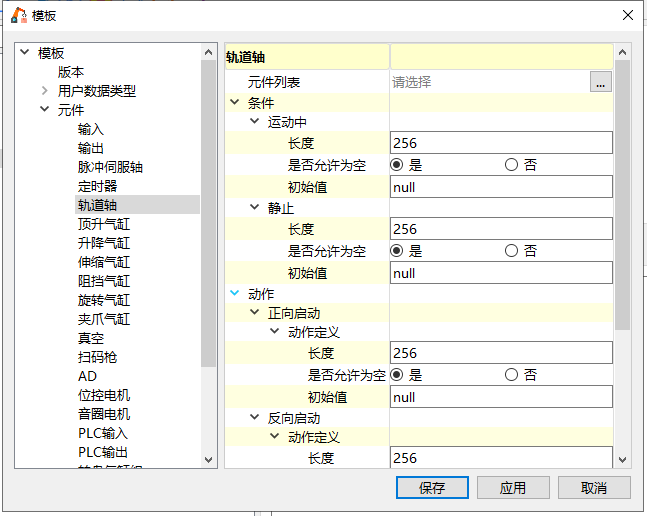 模板
模板
版本
用户数据类型
元件
输入
输出
脉冲伺服轴
定时器
轨道轴
顶升气缸
升降气缸
伸缩气缸
阻挡气缸
旋转气缸
夹爪气缸
真空
扫码枪
AD
位控电机
音圈电机
PLC输入
PLC输出
轨道轴
元件列表 请选择 ...
条件
运动中
长度 256
是否允许为空 是 否
初始值 null
静止
长度 256
是否允许为空 是 否
初始值 null
动作
正向启动
动作定义
长度 256
是否允许为空 是 否
初始值 null
反向启动
动作定义
长度 256
保存 应用 取消